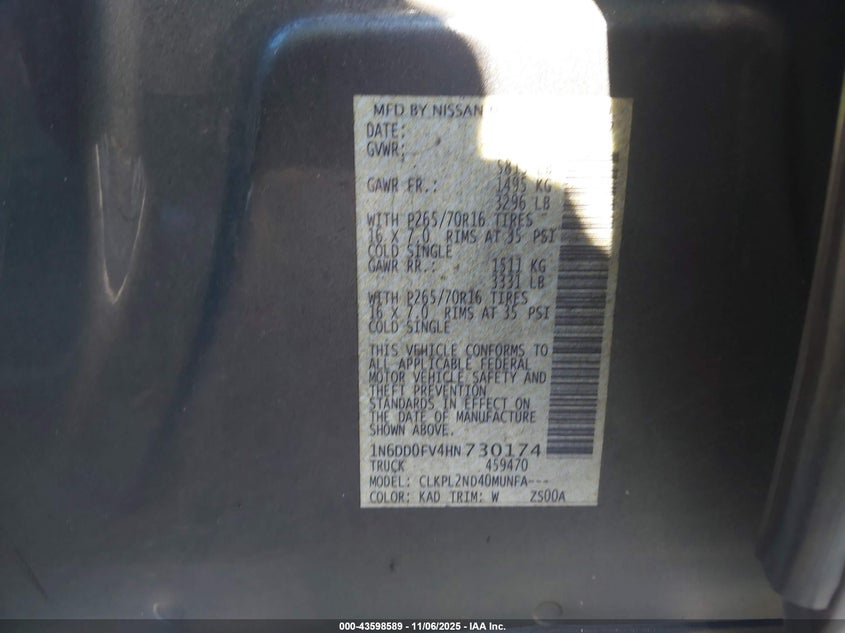 MFD BY NISSAN
DATE:
GVWR:
GAWR FR.: 1495 KG
3296 LB
WITH P265/70R16 TIRES
16 X 7.0 RIMS AT 35 PSI
COLD SINGLE
GAWR RR.: 1511 KG
3331 LB
WITH P265/70R16 TIRES
16 X 7.0 RIMS AT 35 PSI
COLD SINGLE
THIS VEHICLE CONFORMS TO
ALL APPLICABLE FEDERAL
MOTOR VEHICLE SAFETY AND
THEFT PREVENTION
STANDARDS IN EFFECT ON
THE DATE OF MANUFACTURE
SHOWN ABOVE.
1N6DD0FV4HN730174
TRUCK 459470
MODEL: CLKPL2ND40MUNFA---
COLOR: KAD TRIM: W ZS00A
000-43598589 - 11/06/2025 - IAA Inc.